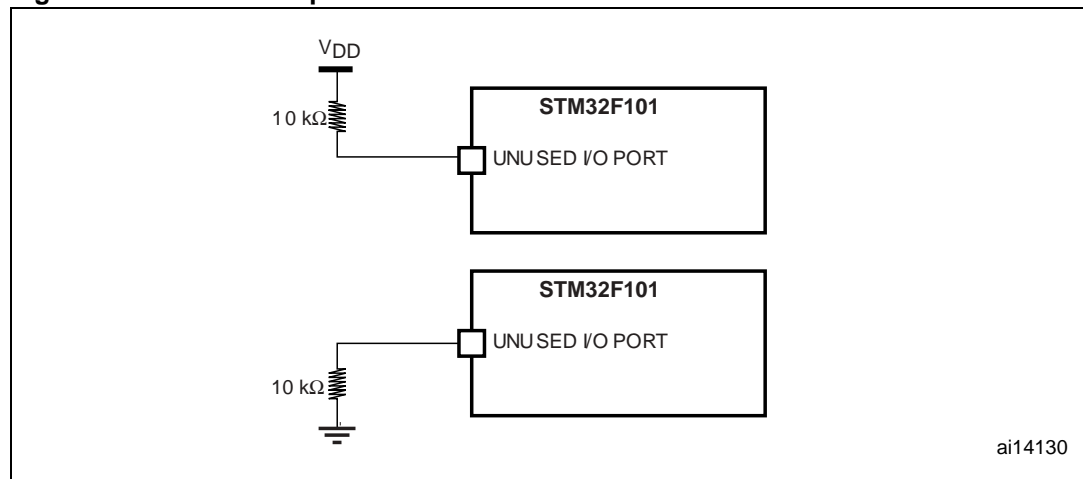 VDD
10 kΩ
STM32F101
UNUSED I/O PORT
STM32F101
UNUSED I/O PORT
10 kΩ
ai14130